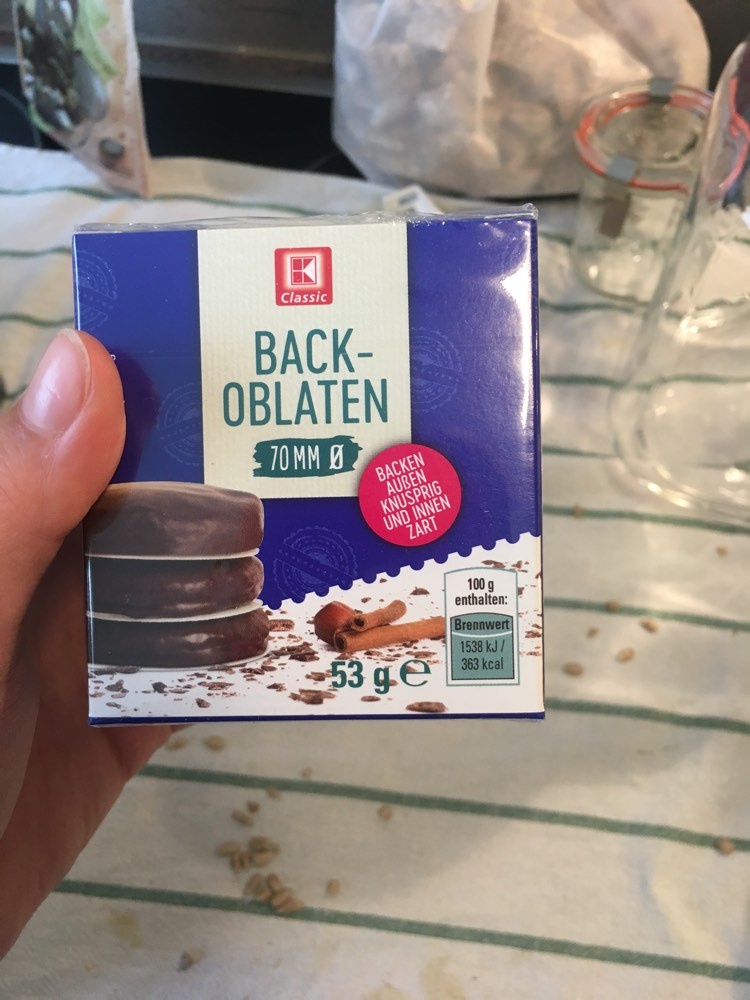 K
Classic
BACK-
OBLATEN
70 MM Ø
BACKEN
AUßEN
KNUSPRIG
UND INNEN
ZART
100 g
enthalten:
Brennwert
1538 kJ /
363 kcal
53 g ℮